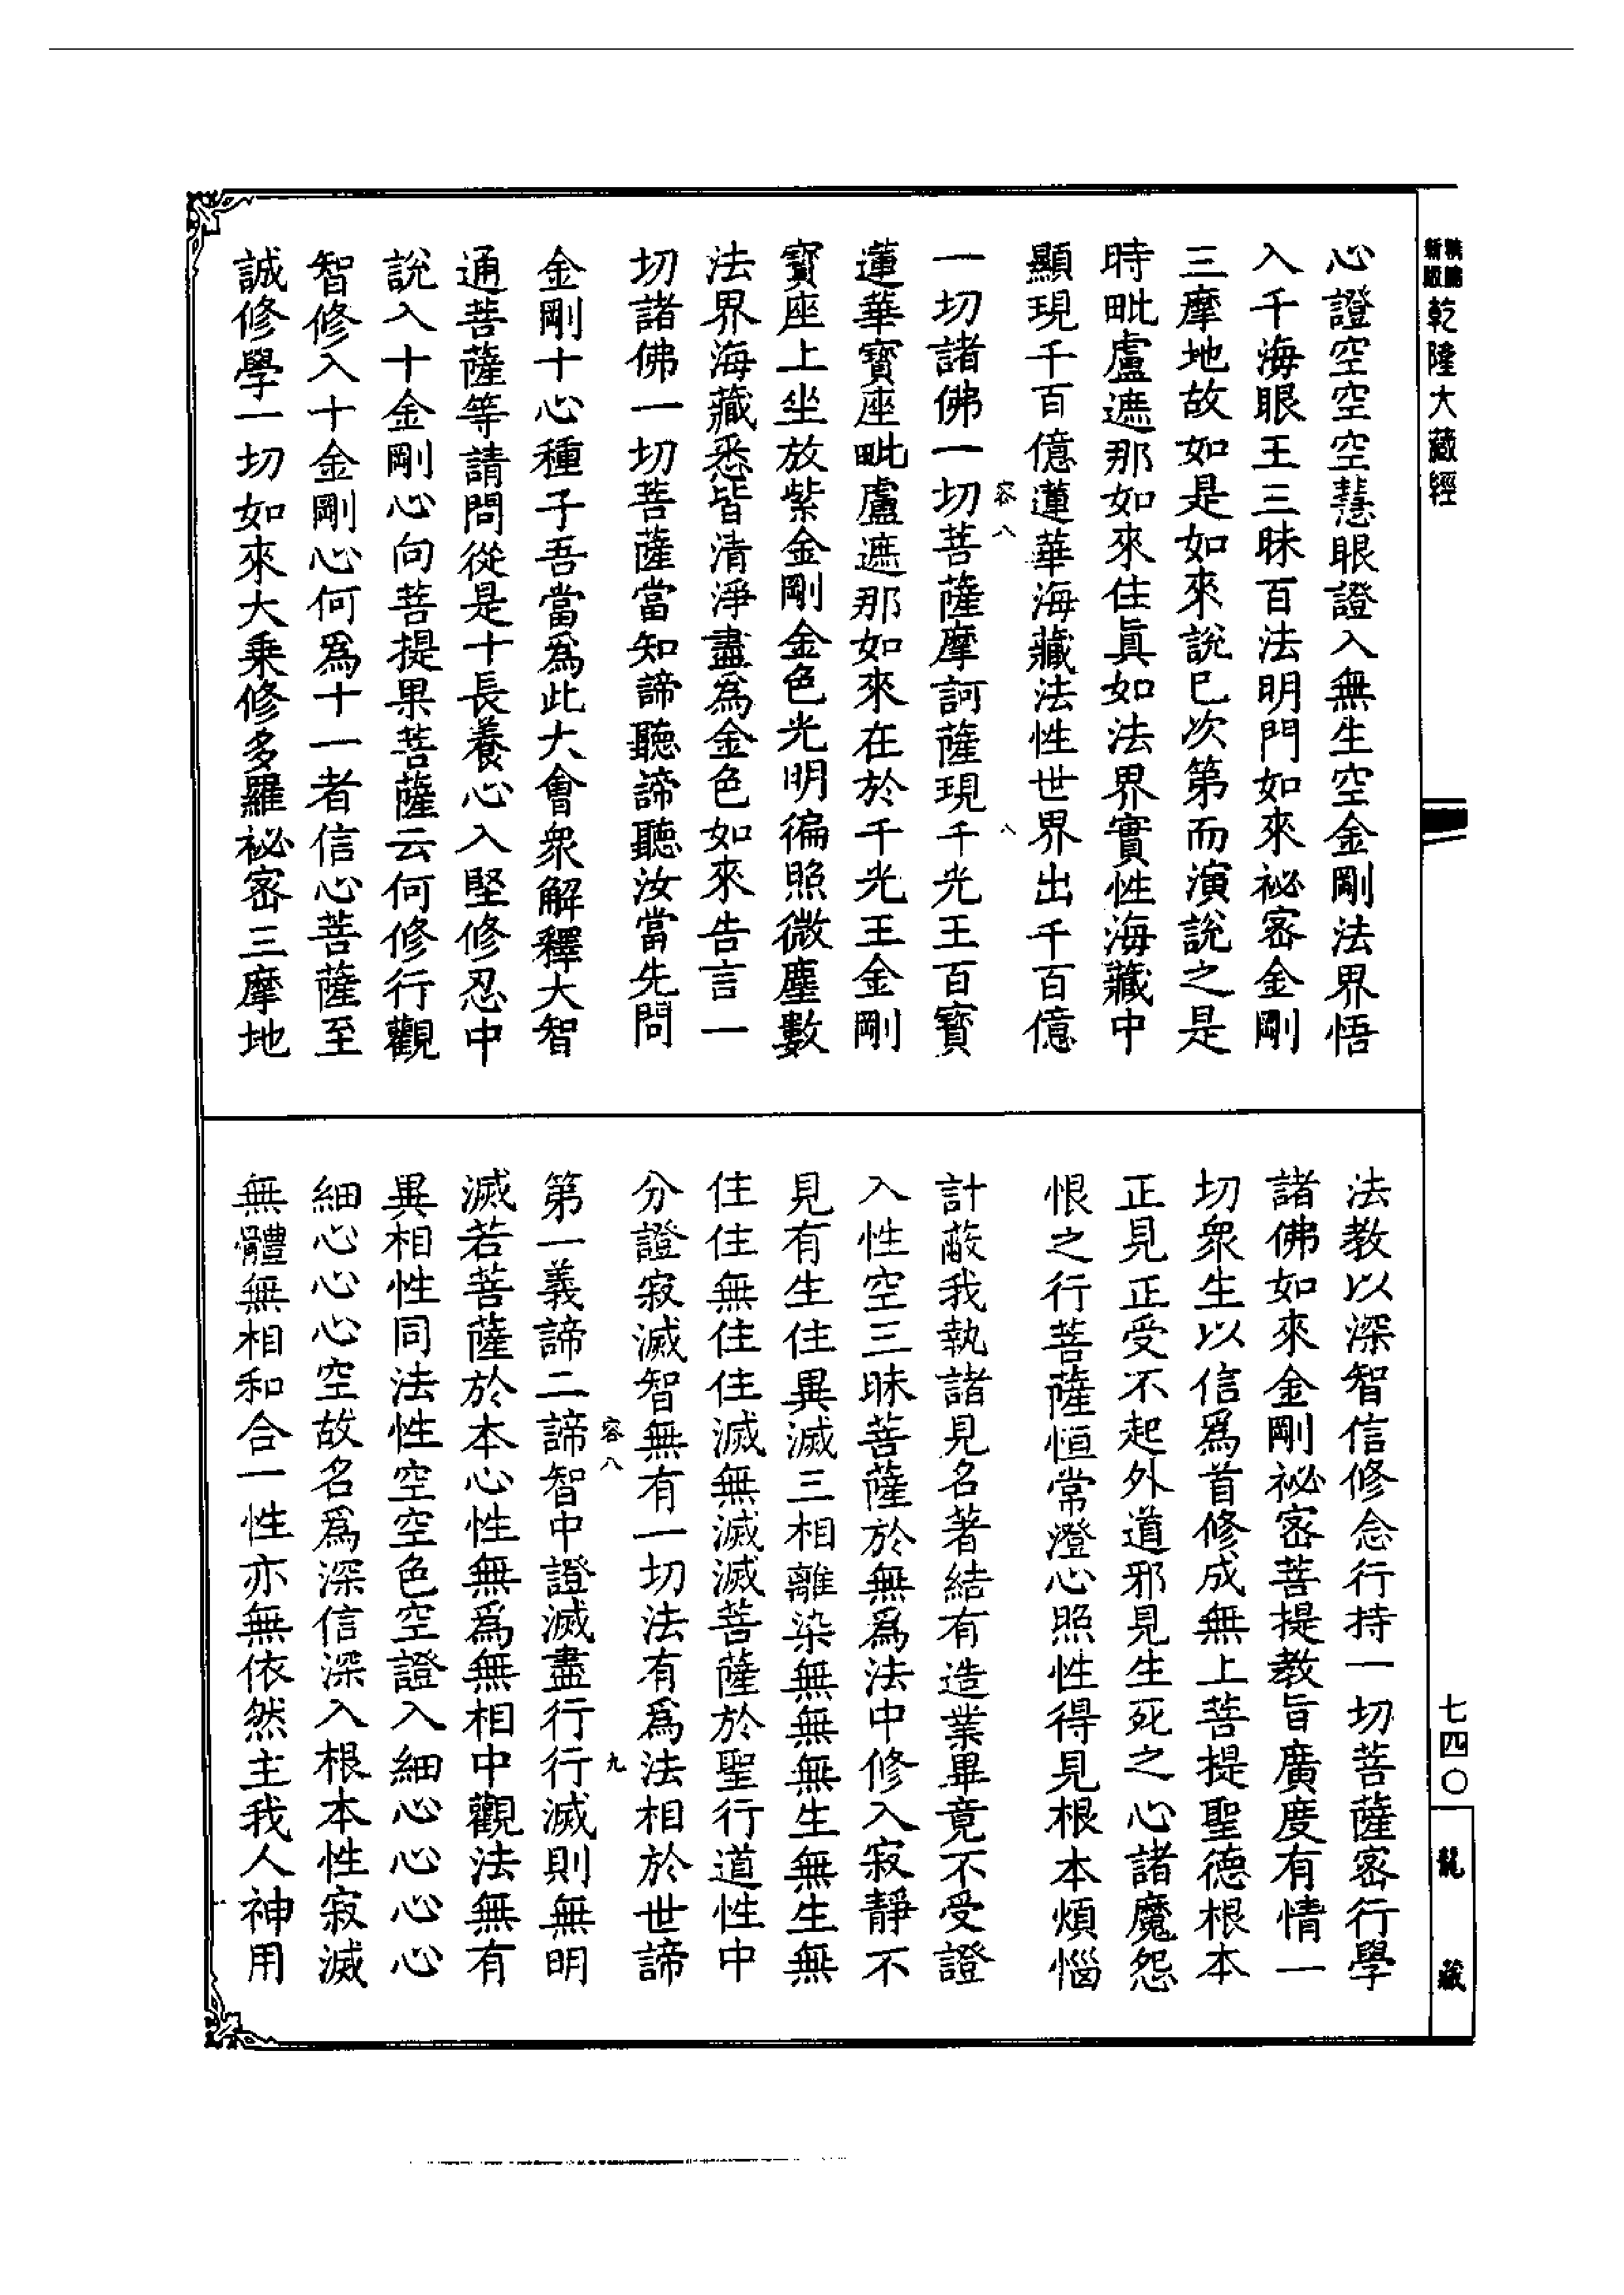 乾隆大藏經
心證空空空慧眼證入無生空金剛法界悟
入千海眼王三昧百法明門如來祕密金剛
三摩地故如是如來說已次第而演說之是
時毗盧遮那如來住眞如法界實性海藏中
顯現千百億蓮華海藏法性世界出千百億
容八 八
一切諸佛一切菩薩摩訶薩現千光王百寶
蓮華寶座毗盧遮那如來在於千光王金剛
寶座上坐放紫金剛金色光明徧照微塵數
法界海藏悉皆清淨盡爲金色如來告言一
切諸佛一切菩薩當知諦聽諦聽汝當先問
金剛十心種子吾當爲此大會衆解釋大智
通菩薩等請問從是十長養心入堅修忍中
說入十金剛心向菩提果菩薩云何修行觀
智修入十金剛心何爲十一者信心菩薩至
誠修學一切如來大乘修多羅祕密三摩地
法教以深智信修念行持一切菩薩密行學
諸佛如來金剛祕密菩提教旨廣度有情一
切衆生以信爲首修成無上菩提聖德根本
正見正受不起外道邪見生死之心諸魔怨
恨之行菩薩恒常澄心照性得見根本煩惱
計蔽我執諸見名著結有造業畢竟不受證
入性空三昧菩薩於無爲法中修入寂靜不
見有生住異滅三相離染無無無生無生無
住住無住住滅無滅滅菩薩於聖行道性中
分證寂滅智無有一切法有爲法相於世諦
容八 九
第一義諦二諦智中證滅盡行行滅則無明
滅若菩薩於本心性無爲無相中觀法無有
異相性同法性空空色空證入細心心心心
細心心心空故名爲深信深入根本性寂滅
無體無相和合一性亦無依然主我人神用
七四〇
龍藏